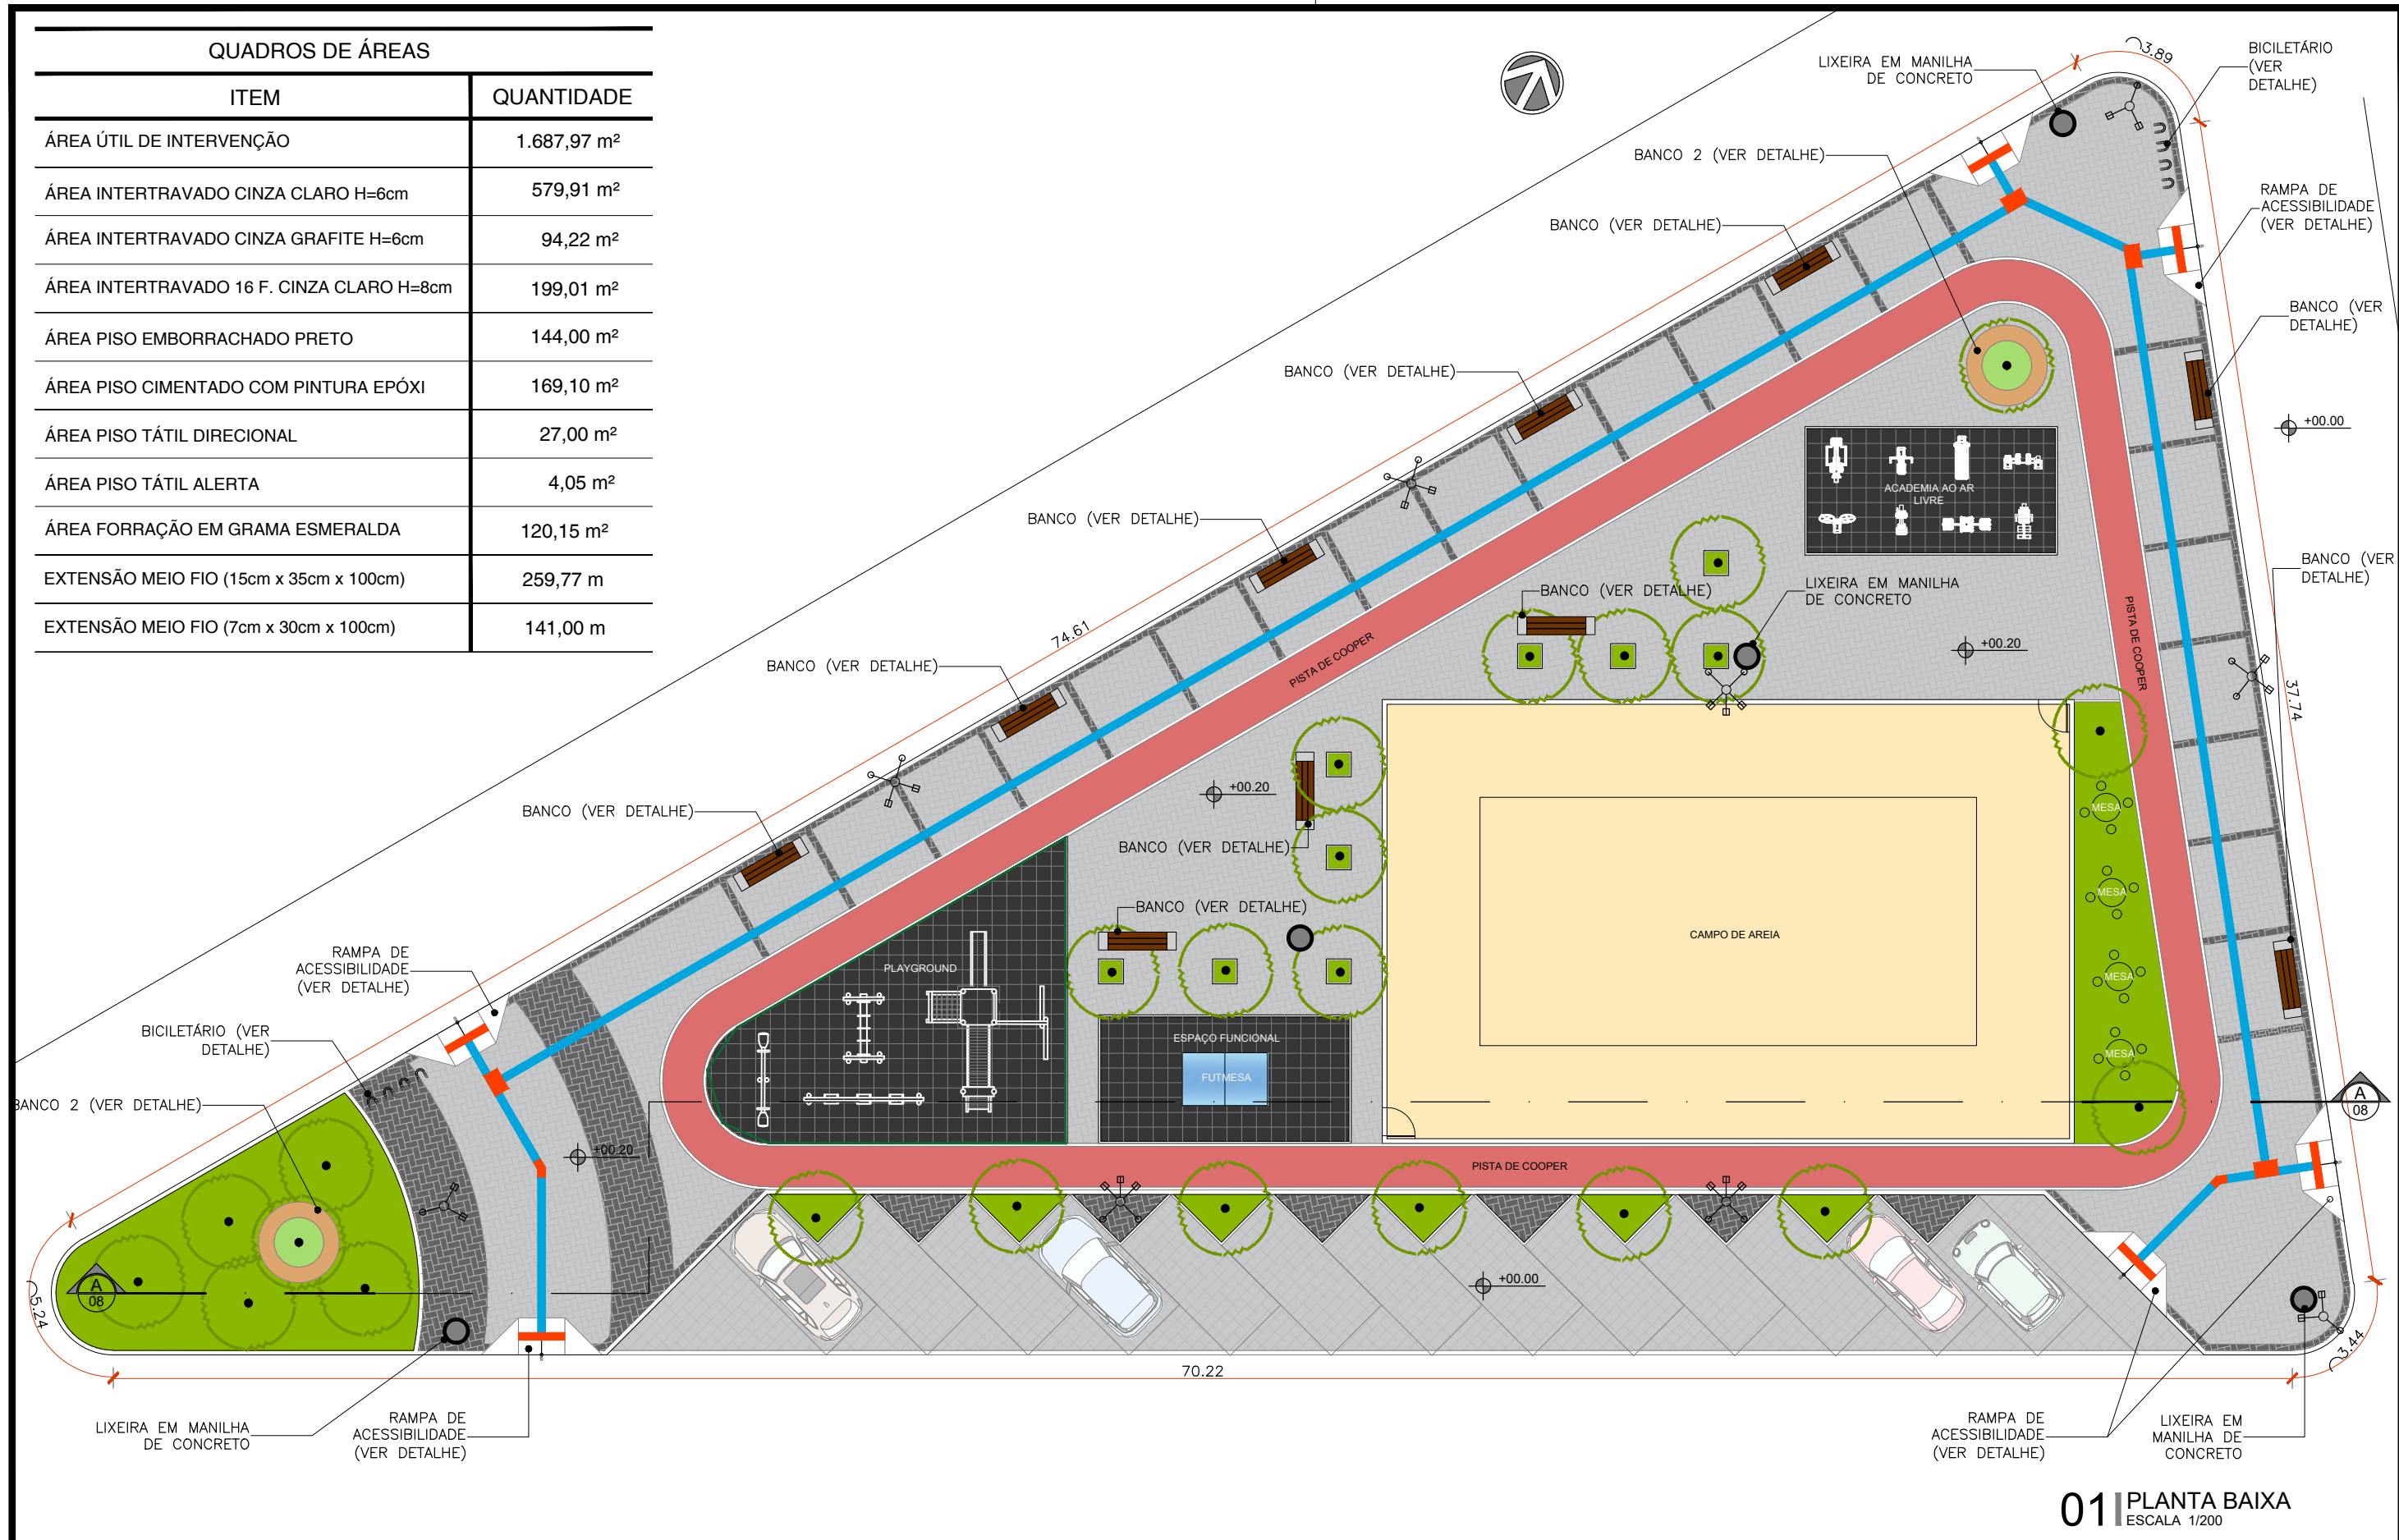 QUADROS DE ÁREAS
ITEM QUANTIDADE
ÁREA ÚTIL DE INTERVENÇÃO 1.687,97 m²
ÁREA INTERTRAVADO CINZA CLARO H=6cm 579,91 m²
ÁREA INTERTRAVADO CINZA GRAFITE H=6cm 94,22 m²
ÁREA INTERTRAVADO 16 F. CINZA CLARO H=8cm 199,01 m²
ÁREA PISO EMBORRACHADO PRETO 144,00 m²
ÁREA PISO CIMENTADO COM PINTURA EPÓXI 169,10 m²
ÁREA PISO TÁTIL DIRECIONAL 27,00 m²
ÁREA PISO TÁTIL ALERTA 4,05 m²
ÁREA FORRAÇÃO EM GRAMA ESMERALDA 120,15 m²
EXTENSÃO MEIO FIO (15cm x 35cm x 100cm) 259,77 m
EXTENSÃO MEIO FIO (7cm x 30cm x 100cm) 141,00 m
LIXEIRA EM MANILHA
DE CONCRETO
3.89
BICILETÁRIO
(VER
DETALHE)
BANCO 2 (VER DETALHE)
RAMPA DE
ACESSIBILIDADE
(VER DETALHE)
BANCO (VER DETALHE)
BANCO (VER
DETALHE)
BANCO (VER DETALHE)
+00.00
ACADEMIA AO AR
LIVRE
BANCO (VER DETALHE)
BANCO (VER
DETALHE)
BANCO (VER DETALHE)
LIXEIRA EM MANILHA
DE CONCRETO
74.61
PISTA DE COOPER
PISTA DE COOPER
+00.20
BANCO (VER DETALHE)
37.74
+00.20
BANCO (VER DETALHE)
MESA
BANCO (VER DETALHE)
MESA
BANCO (VER DETALHE)
CAMPO DE AREIA
RAMPA DE
ACESSIBILIDADE
(VER DETALHE)
PLAYGROUND
MESA
BICILETÁRIO (VER
DETALHE)
ESPAÇO FUNCIONAL
MESA
FUTMESA
BANCO 2 (VER DETALHE)
A
08
+00.20
PISTA DE COOPER
A
08
+00.00
5.24
3.44
70.22
LIXEIRA EM MANILHA
DE CONCRETO
RAMPA DE
ACESSIBILIDADE
(VER DETALHE)
RAMPA DE
ACESSIBILIDADE
(VER DETALHE)
LIXEIRA EM
MANILHA DE
CONCRETO
01 PLANTA BAIXA
ESCALA 1/200